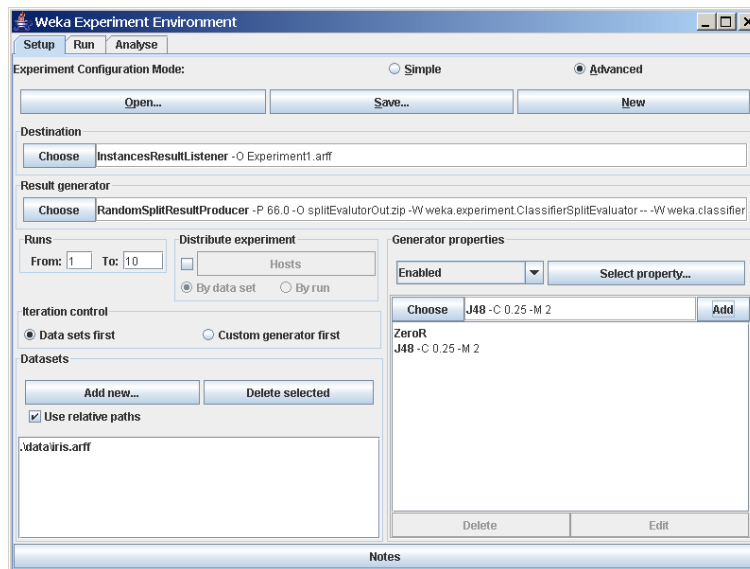 Weka Experiment Environment
Setup Run Analyse
Experiment Configuration Mode: Simple Advanced
Open... Save... New
Destination
Choose InstancesResultListener -O Experiment1.arff
Result generator
Choose RandomSplitResultProducer -P 66.0 -O splitEvalutorOut.zip -W weka.experiment.ClassifierSplitEvaluator -- -W weka.classifier
Runs
From: 1 To: 10
Distribute experiment
Hosts
By data set By run
Generator properties
Enabled Select property...
Iteration control
Data sets first Custom generator first
Choose J48 -C 0.25 -M 2 Add
ZeroR
J48 -C 0.25 -M 2
Datasets
Add new... Delete selected
Use relative paths
.\data\iris.arff
Delete Edit
Notes